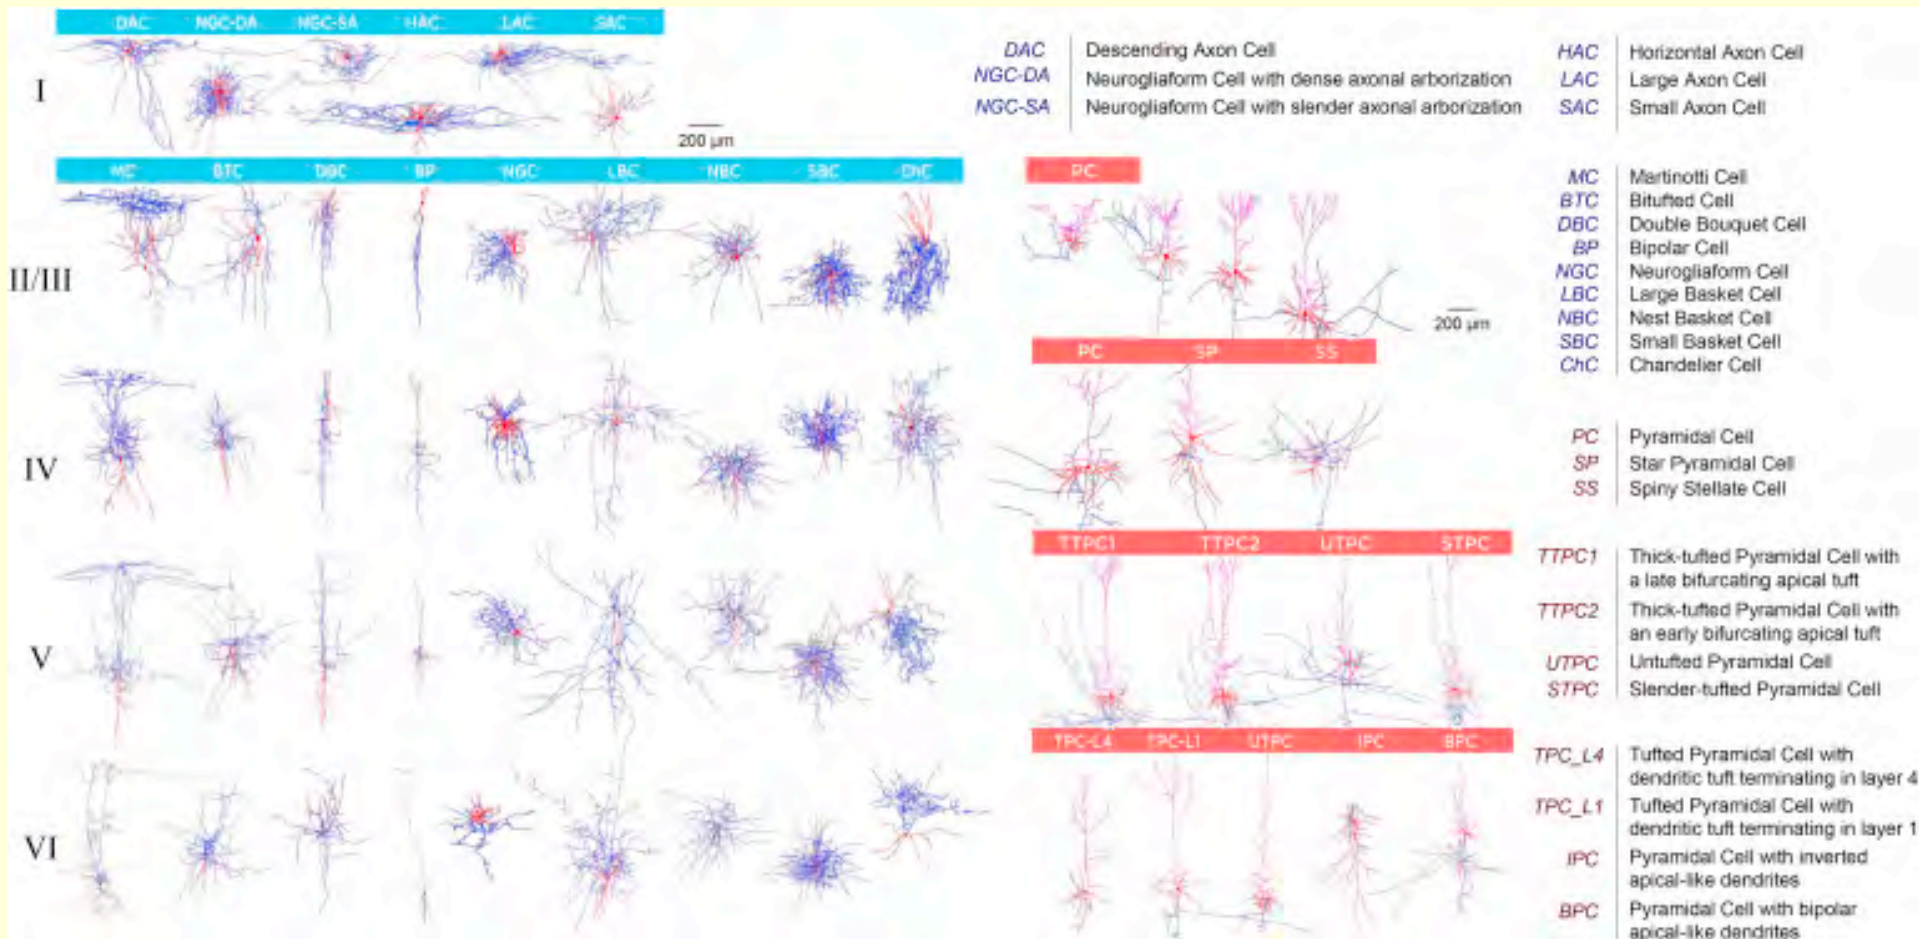 DAC NGC-DA NGC-SA HAC LAC SAC
I
200 µm
DAC Descending Axon Cell
NGC-DA Neurogliaform Cell with dense axonal arborization
NGC-SA Neurogliaform Cell with slender axonal arborization
HAC Horizontal Axon Cell
LAC Large Axon Cell
SAC Small Axon Cell
MC BTC DBC BP NGC LBC NBC SBC ChC
II/III
IV
V
VI
PC
200 µm
PC SP SS
TTPC1 TTPC2 UTPC STPC
TPC-L4 TPC-L1 UTPC IPC BPC
MC Martinotti Cell
BTC Bitufted Cell
DBC Double Bouquet Cell
BP Bipolar Cell
NGC Neurogliaform Cell
LBC Large Basket Cell
NBC Nest Basket Cell
SBC Small Basket Cell
ChC Chandelier Cell
PC Pyramidal Cell
SP Star Pyramidal Cell
SS Spiny Stellate Cell
TTPC1 Thick-tufted Pyramidal Cell with
a late bifurcating apical tuft
TTPC2 Thick-tufted Pyramidal Cell with
an early bifurcating apical tuft
UTPC Untufted Pyramidal Cell
STPC Slender-tufted Pyramidal Cell
TPC_L4 Tufted Pyramidal Cell with
dendritic tuft terminating in layer 4
TPC_L1 Tufted Pyramidal Cell with
dendritic tuft terminating in layer 1
IPC Pyramidal Cell with inverted
apical-like dendrites
BPC Pyramidal Cell with bipolar
apical-like dendrites